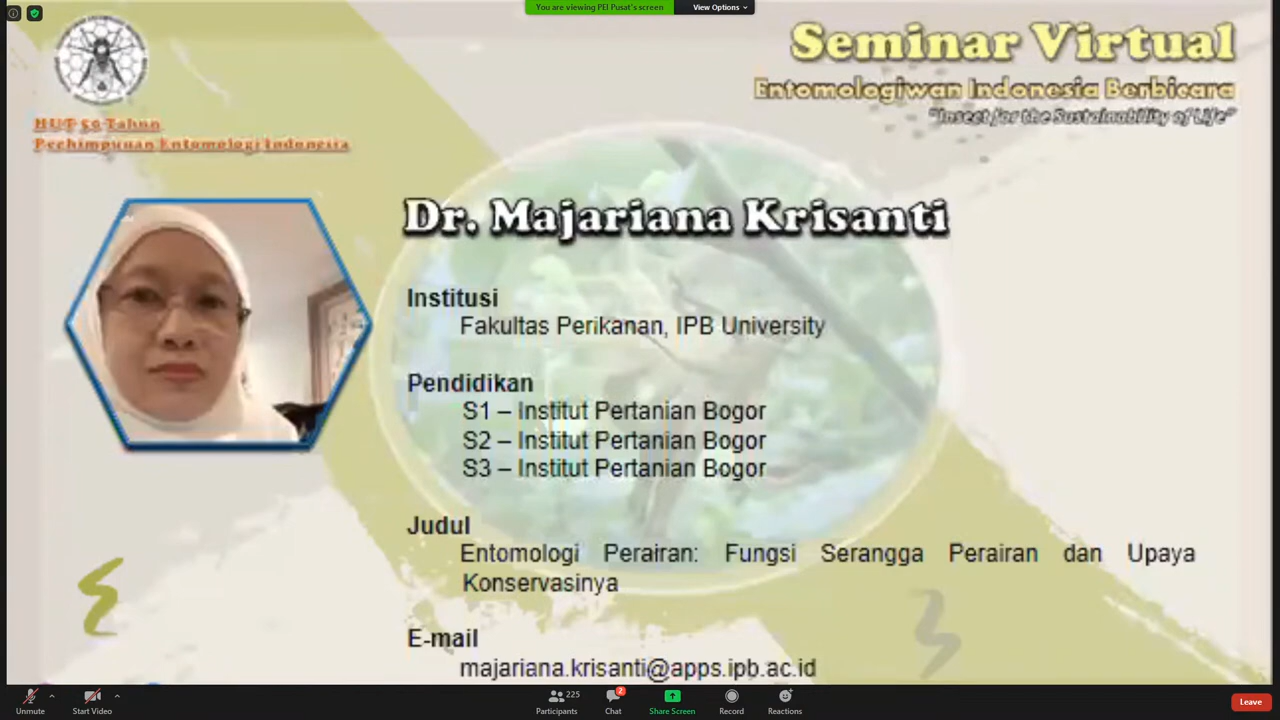 You are viewing PEI Pusat's screen
View Options
Seminar Virtual
Entomologiwan Indonesia Berbicara
"Insect for the Sustainability of Life"
HUT 50 Tahun
Perhimpunan Entomologi Indonesia
Dr. Majariana Krisanti
Institusi
Fakultas Perikanan, IPB University
Pendidikan
S1 – Institut Pertanian Bogor
S2 – Institut Pertanian Bogor
S3 – Institut Pertanian Bogor
Judul
Entomologi Perairan: Fungsi Serangga Perairan dan Upaya
Konservasinya
E-mail
majariana.krisanti@apps.ipb.ac.id
Unmute
Start Video
225
Participants
2
Chat
Share Screen
Record
Reactions
Leave